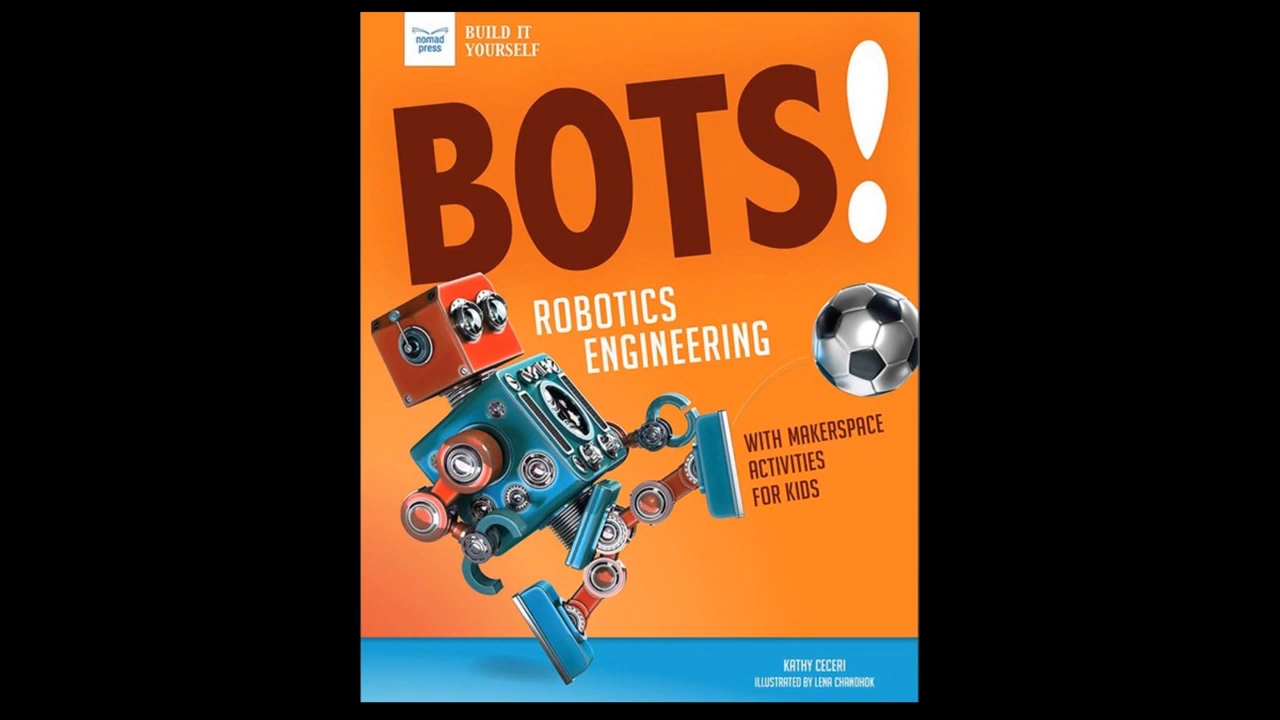 nomad
press
BUILD IT
YOURSELF
BOTS!
ROBOTICS
ENGINEERING
WITH MAKERSPACE
ACTIVITIES
FOR KIDS
KATHY CECERI
ILLUSTRATED BY LENA CHANDHOK